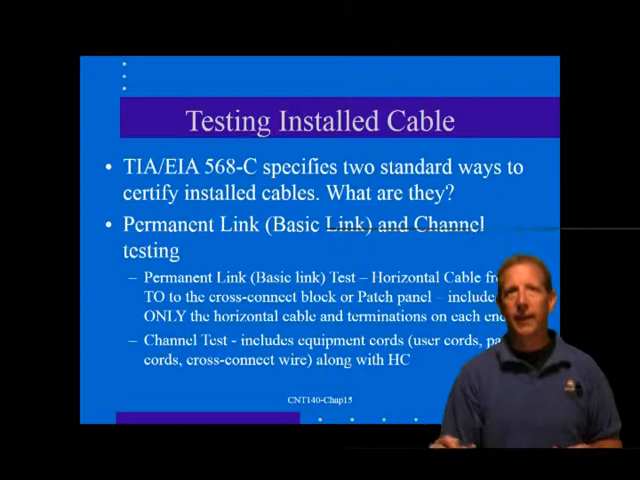 Testing Installed Cable
• TIA/EIA 568-C specifies two standard ways to
certify installed cables. What are they?
• Permanent Link (Basic Link) and Channel
testing
– Permanent Link (Basic link) Test – Horizontal Cable
TO to the cross-connect block or Patch panel – include
ONLY the horizontal cable and terminations on each
– Channel Test - includes equipment cords (user cords,
cords, cross-connect wire) along with HC
CNT140-Chap15